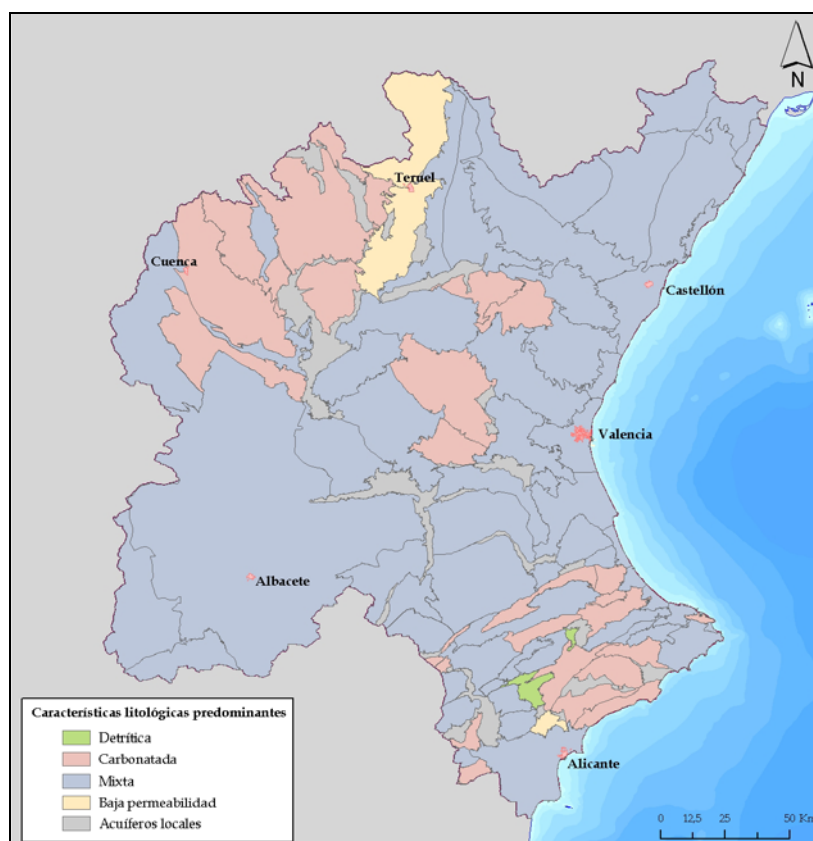 N
Teruel
Cuenca
Castellón
Valencia
Albacete
Alicante
Características litológicas predominantes
Detrítica
Carbonatada
Mixta
Baja permeabilidad
Acuíferos locales
0 12,5 25 50 Km